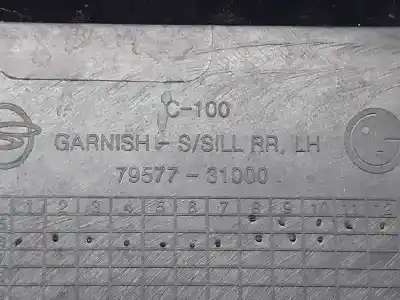 C-100
GARNISH - S/SILL RR, LH
79577-31000
1 2 3 4 5 6 7 8 9 10 11 12